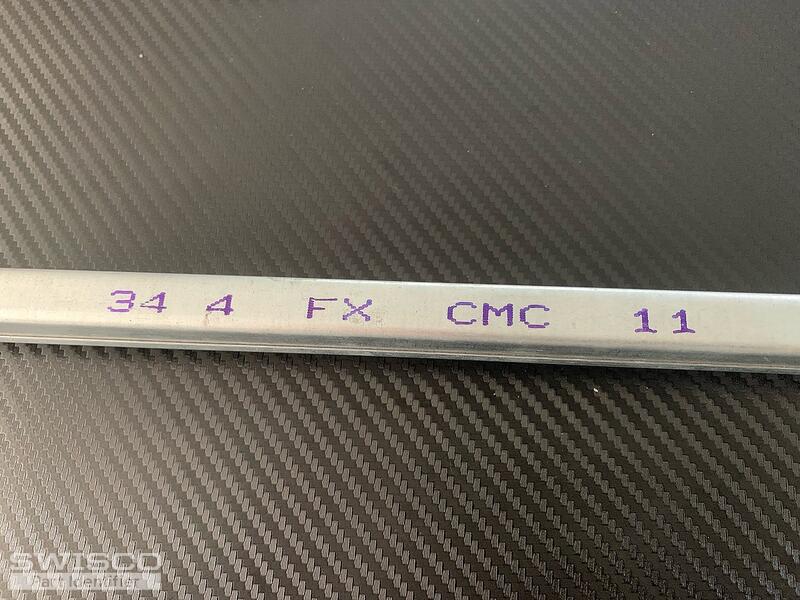 34 4 FX CMC 11
SWISCO
Part Identifier